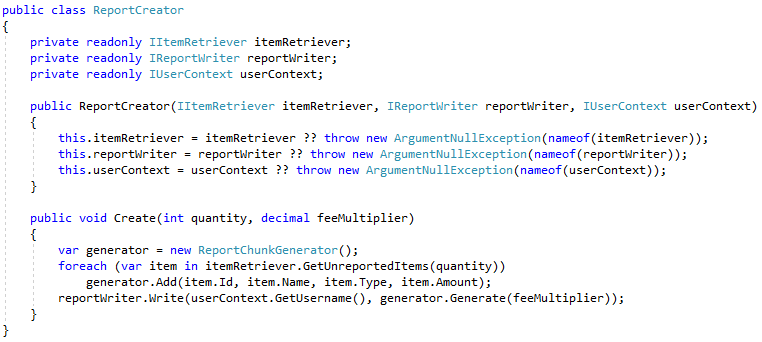 public class ReportCreator
{
    private readonly IItemRetriever itemRetriever;
    private readonly IReportWriter reportWriter;
    private readonly IUserContext userContext;

    public ReportCreator(IItemRetriever itemRetriever, IReportWriter reportWriter, IUserContext userContext)
    {
        this.itemRetriever = itemRetriever ?? throw new ArgumentNullException(nameof(itemRetriever));
        this.reportWriter = reportWriter ?? throw new ArgumentNullException(nameof(reportWriter));
        this.userContext = userContext ?? throw new ArgumentNullException(nameof(userContext));
    }

    public void Create(int quantity, decimal feeMultiplier)
    {
        var generator = new ReportChunkGenerator();
        foreach (var item in itemRetriever.GetUnreportedItems(quantity))
            generator.Add(item.Id, item.Name, item.Type, item.Amount);
        reportWriter.Write(userContext.GetUsername(), generator.Generate(feeMultiplier));
    }
}